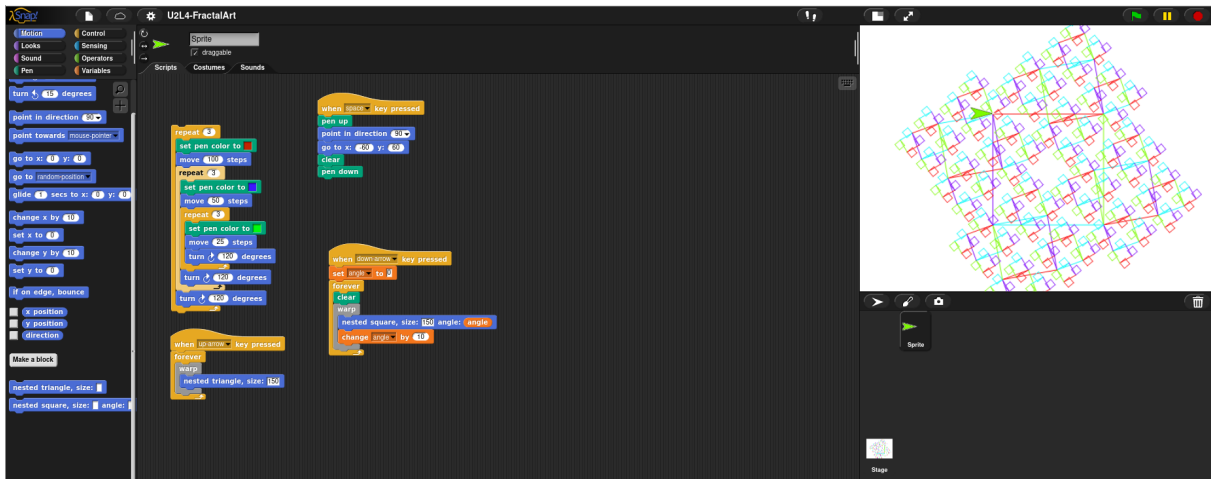 Snap!
U2L4-FractalArt
Motion
Control
Looks
Sensing
Sound
Operators
Pen
Variables
Sprite
draggable
Scripts
Costumes
Sounds
turn 15 degrees
point in direction 90
point towards mouse-pointer
go to x: 0 y: 0
go to random-position
glide 1 secs to x: 0 y: 0
change x by 10
set x to 0
change y by 10
set y to 0
if on edge, bounce
x position
y position
direction
Make a block
nested triangle, size:
nested square, size: angle:
repeat 3
set pen color to
move 100 steps
repeat 3
set pen color to
move 50 steps
repeat 3
set pen color to
move 25 steps
turn 120 degrees
turn 120 degrees
turn 120 degrees
when up arrow key pressed
forever
warp
nested triangle, size: 150
when space key pressed
pen up
point in direction 90
go to x: -60 y: 60
clear
pen down
when down arrow key pressed
set angle to 0
forever
clear
warp
nested square, size: 150 angle: angle
change angle by 10
Sprite
Stage